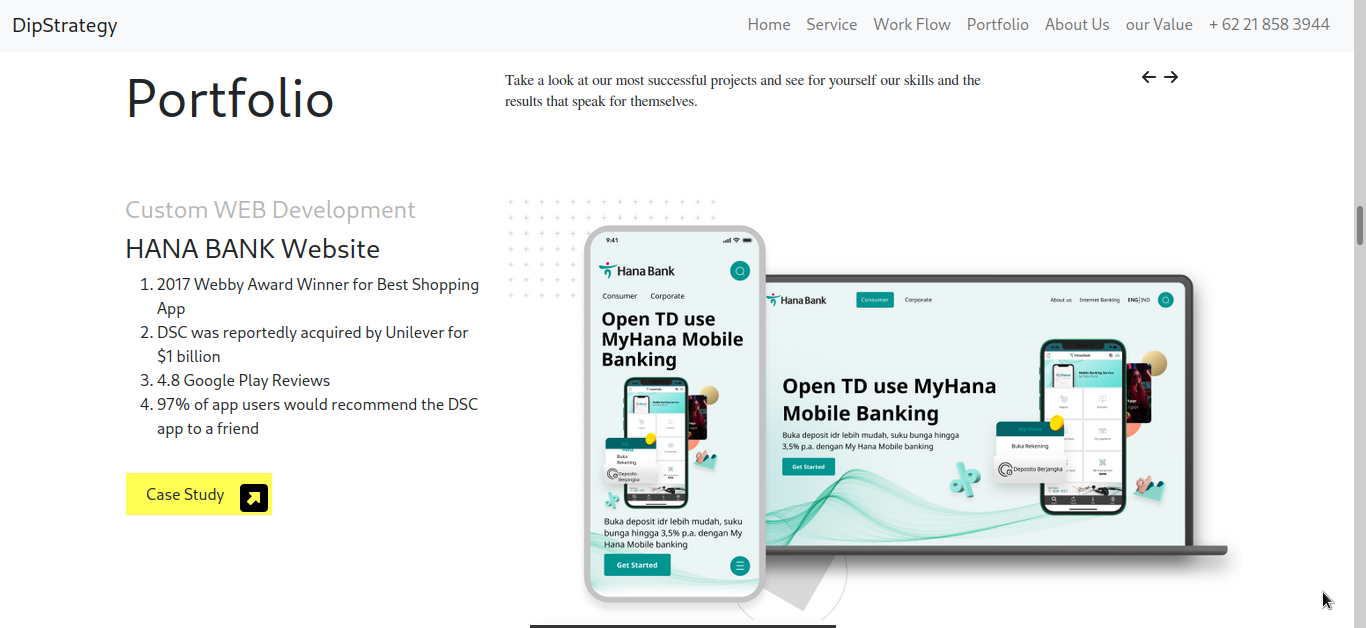 DipStrategy
Home Service Work Flow Portfolio About Us our Value + 62 21 858 3944
Portfolio
Take a look at our most successful projects and see for yourself our skills and the
results that speak for themselves.
Custom WEB Development
HANA BANK Website
1. 2017 Webby Award Winner for Best Shopping
App
2. DSC was reportedly acquired by Unilever for
$1 billion
3. 4.8 Google Play Reviews
4. 97% of app users would recommend the DSC
app to a friend
Case Study
9:41
Hana Bank
Consumer Corporate
Open TD use
MyHana Mobile
Banking
Buka
Rekening
Deposito
Berjangka
Buka deposit idr lebih mudah, suku
bunga hingga 3,5% p.a. dengan My
Hana Mobile banking
Get Started
Hana Bank
Consumer Corporate About us Internet Banking ENG|IND
Open TD use MyHana
Mobile Banking
Buka deposit idr lebih mudah, suku bunga hingga
3,5% p.a. dengan My Hana Mobile banking
Get Started
My Hana
Buka Rekening
Deposito Berjangka